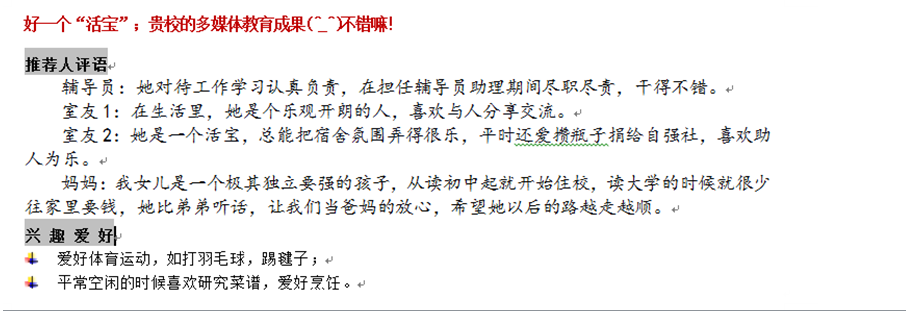 好一个“活宝”；贵校的多媒体教育成果(^_^)不错嘛!
推荐人评语
辅导员：她对待工作学习认真负责，在担任辅导员助理期间尽职尽责，干得不错。
室友1：在生活里，她是个乐观开朗的人，喜欢与人分享交流。
室友2：她是一个活宝，总能把宿舍氛围弄得很乐，平时还爱攒瓶子捐给自强社，喜欢助
人为乐。
妈妈：我女儿是一个极其独立要强的孩子，从读初中起就开始住校，读大学的时候就很少
往家里要钱，她比弟弟听话，让我们当爸妈的放心，希望她以后的路越走越顺。
兴 趣 爱 好
爱好体育运动，如打羽毛球，踢毽子；
平常空闲的时候喜欢研究菜谱，爱好烹饪。